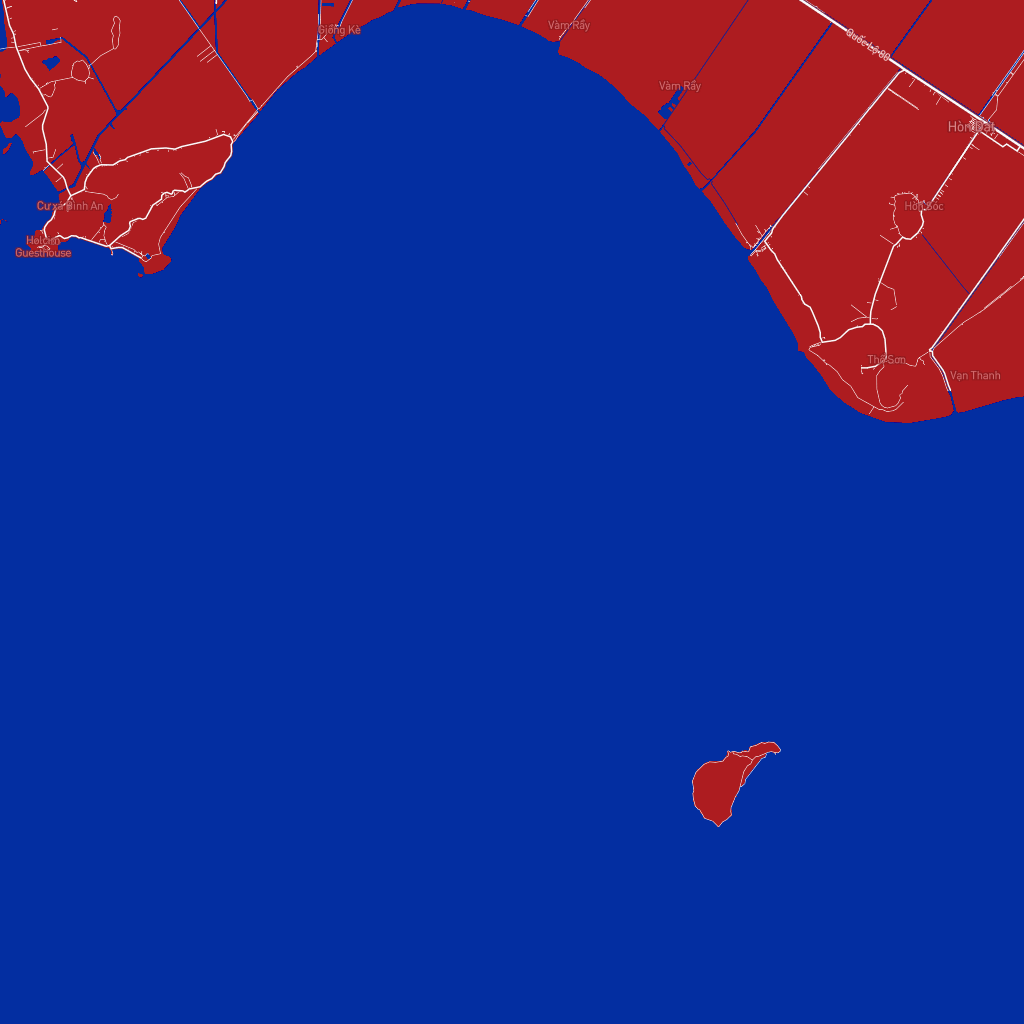 Giồng Kè
Vàm Rầy
Quốc Lộ 80
Vàm Rầy
Hòn Đất
Cư xá Bình An
Hòn Sóc
Holcim
Guesthouse
Thổ Sơn
Vạn Thanh